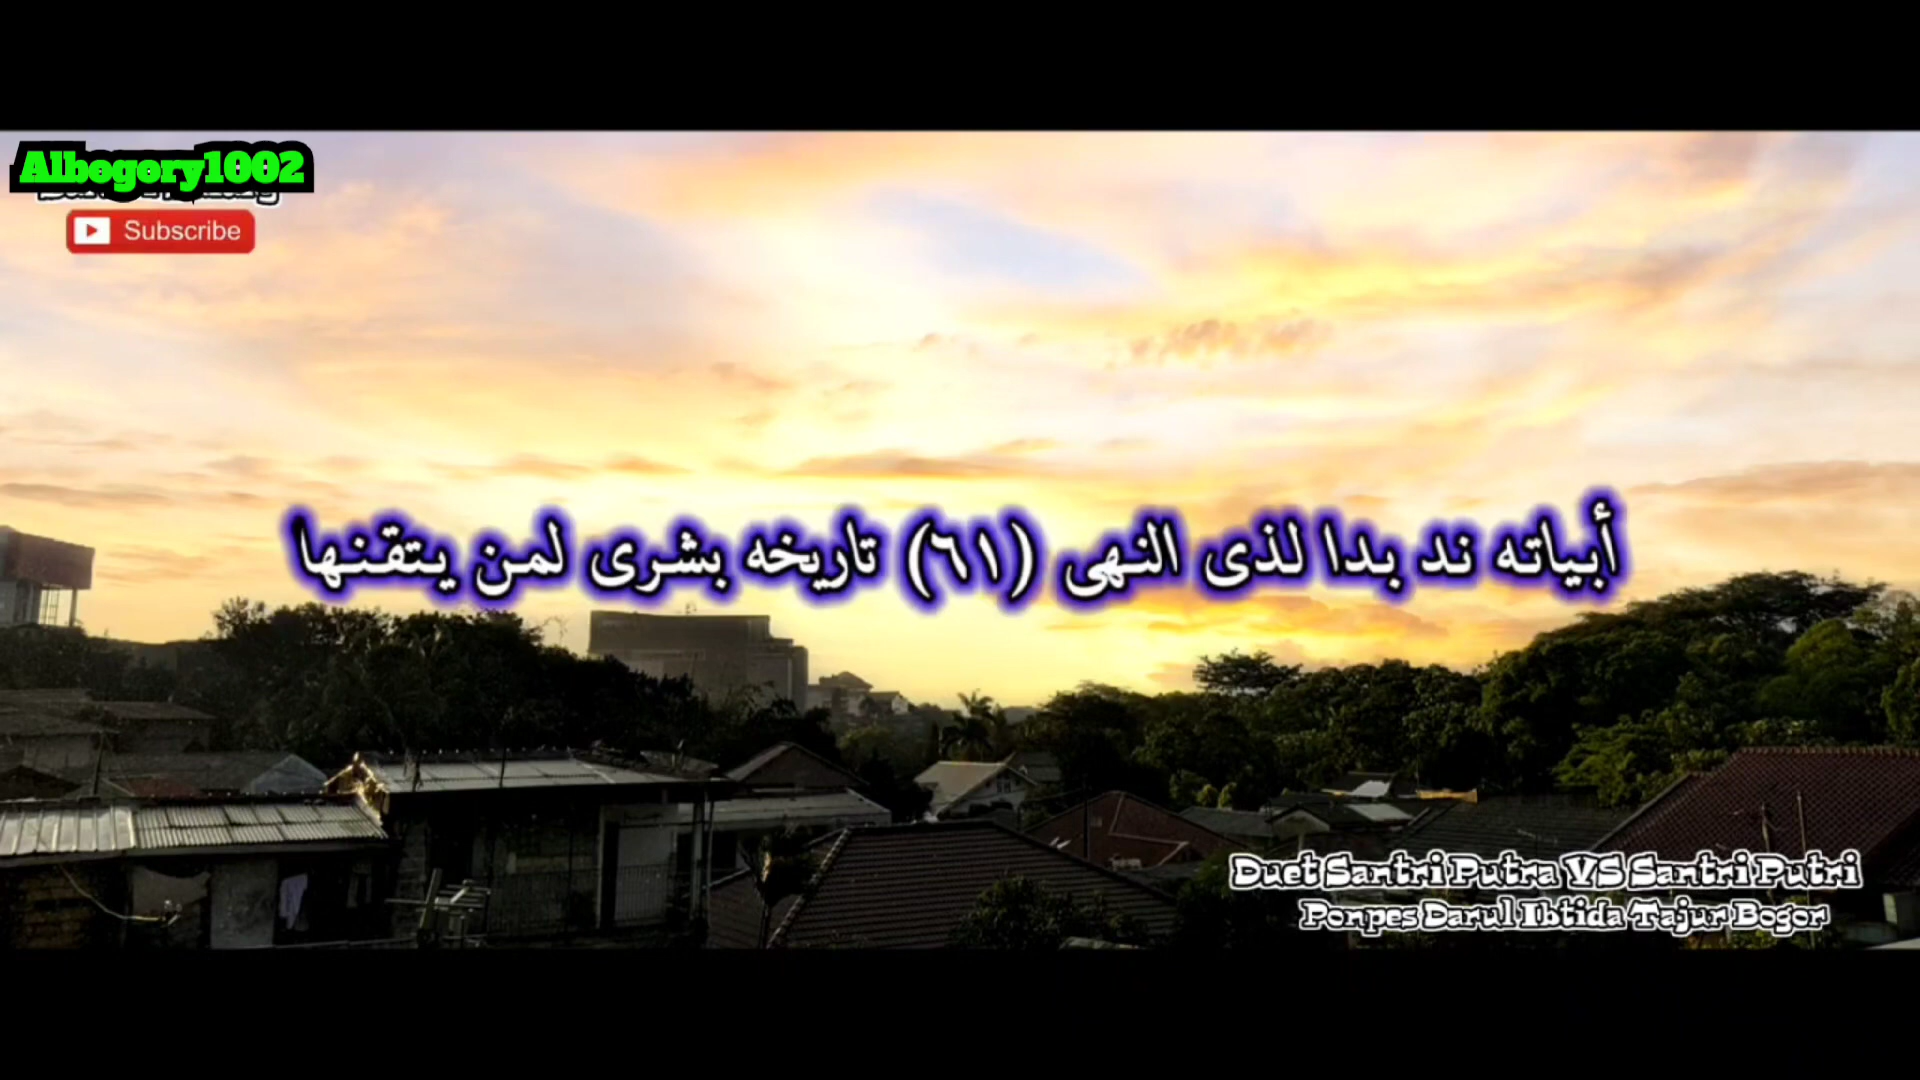 Albogory1002
Subscribe
أبياته ند بدا لذى النهى (٦١) تاريخه بشرى لمن يتقنها
Duet Santri Putra VS Santri Putri
Ponpes Darul Ibtida Tajur Bogor